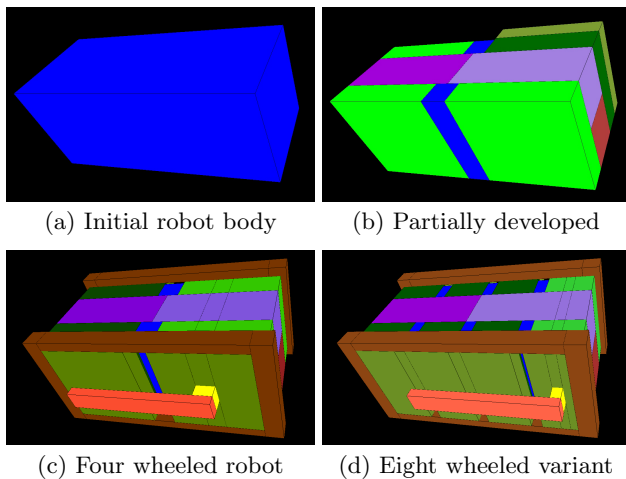 (a) Initial robot body
(b) Partially developed
(c) Four wheeled robot
(d) Eight wheeled variant